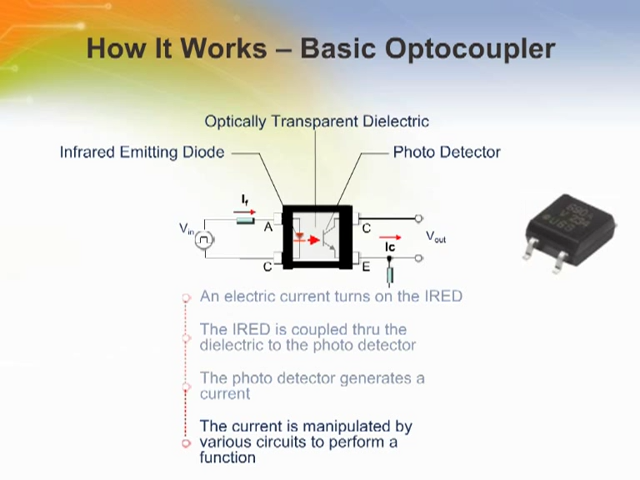 How It Works – Basic Optocoupler
Optically Transparent Dielectric
Infrared Emitting Diode
Photo Detector
If
A
C
Vin
Vout
Ic
C
E
An electric current turns on the IRED
The IRED is coupled thru the
dielectric to the photo detector
The photo detector generates a
current
The current is manipulated by
various circuits to perform a
function